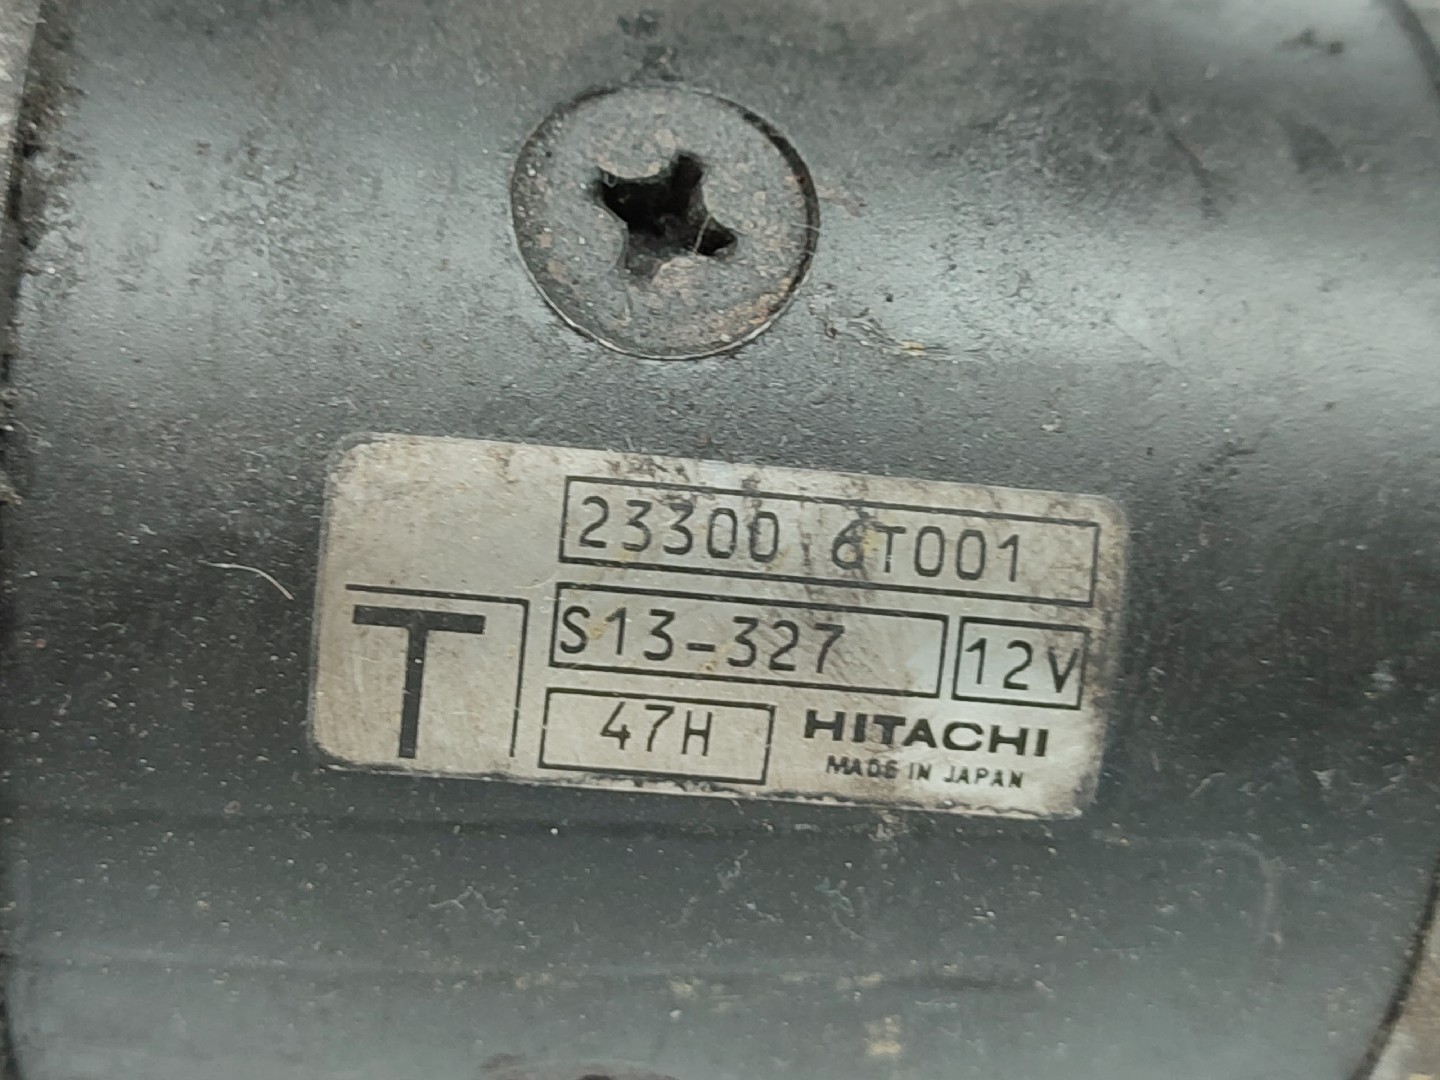 23300 6T001
S13-327
12V
T
47H
HITACHI
MADE IN JAPAN